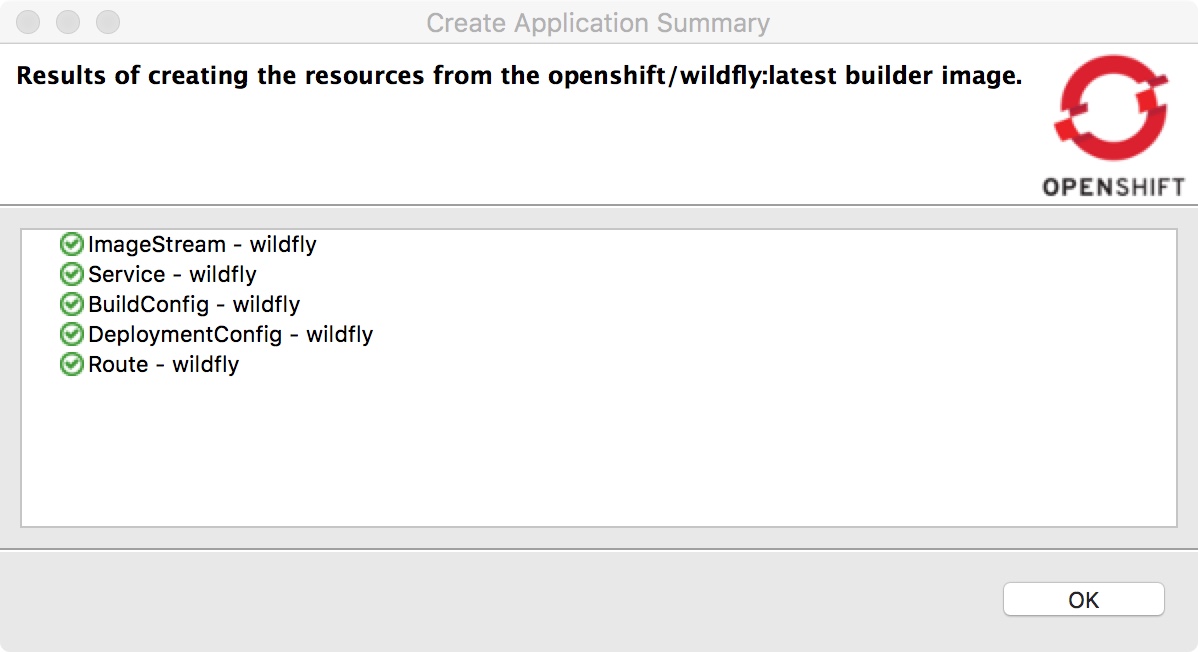 Create Application Summary
Results of creating the resources from the openshift/wildfly:latest builder image.
OPENSHIFT
ImageStream - wildfly
Service - wildfly
BuildConfig - wildfly
DeploymentConfig - wildfly
Route - wildfly
OK